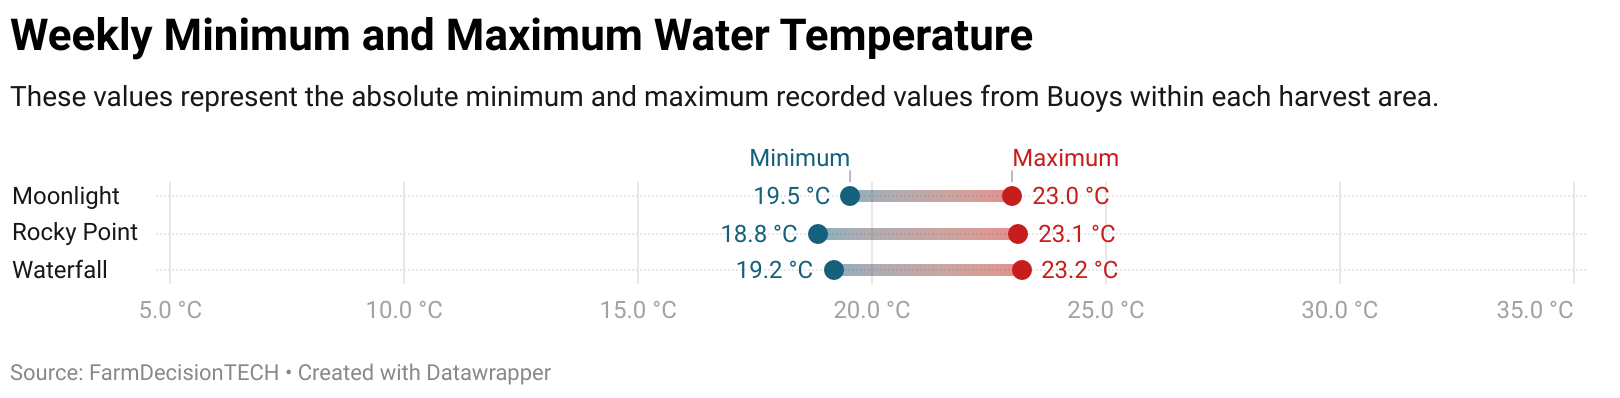 Weekly Minimum and Maximum Water Temperature
These values represent the absolute minimum and maximum recorded values from Buoys within each harvest area.
Minimum Maximum
Moonlight 19.5 °C 23.0 °C
Rocky Point 18.8 °C 23.1 °C
Waterfall 19.2 °C 23.2 °C
5.0 °C 10.0 °C 15.0 °C 20.0 °C 25.0 °C 30.0 °C 35.0 °C
Source: FarmDecisionTECH • Created with Datawrapper